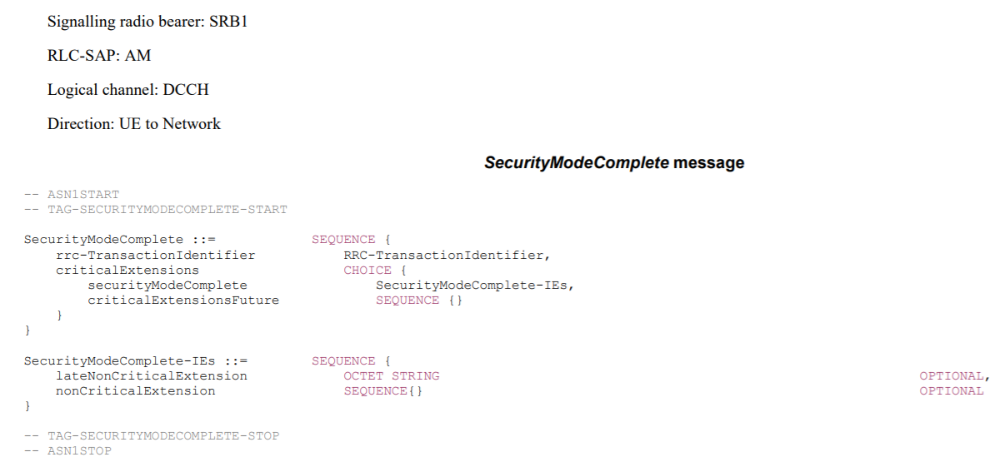 Signalling radio bearer: SRB1
RLC-SAP: AM
Logical channel: DCCH
Direction: UE to Network
SecurityModeComplete message
-- ASN1START
-- TAG-SECURITYMODECOMPLETE-START
SecurityModeComplete ::= SEQUENCE {
rrc-TransactionIdentifier RRC-TransactionIdentifier,
criticalExtensions CHOICE {
securityModeComplete SecurityModeComplete-IEs,
criticalExtensionsFuture SEQUENCE {}
}
}
SecurityModeComplete-IEs ::= SEQUENCE {
lateNonCriticalExtension OCTET STRING OPTIONAL,
nonCriticalExtension SEQUENCE{} OPTIONAL
}
-- TAG-SECURITYMODECOMPLETE-STOP
-- ASN1STOP